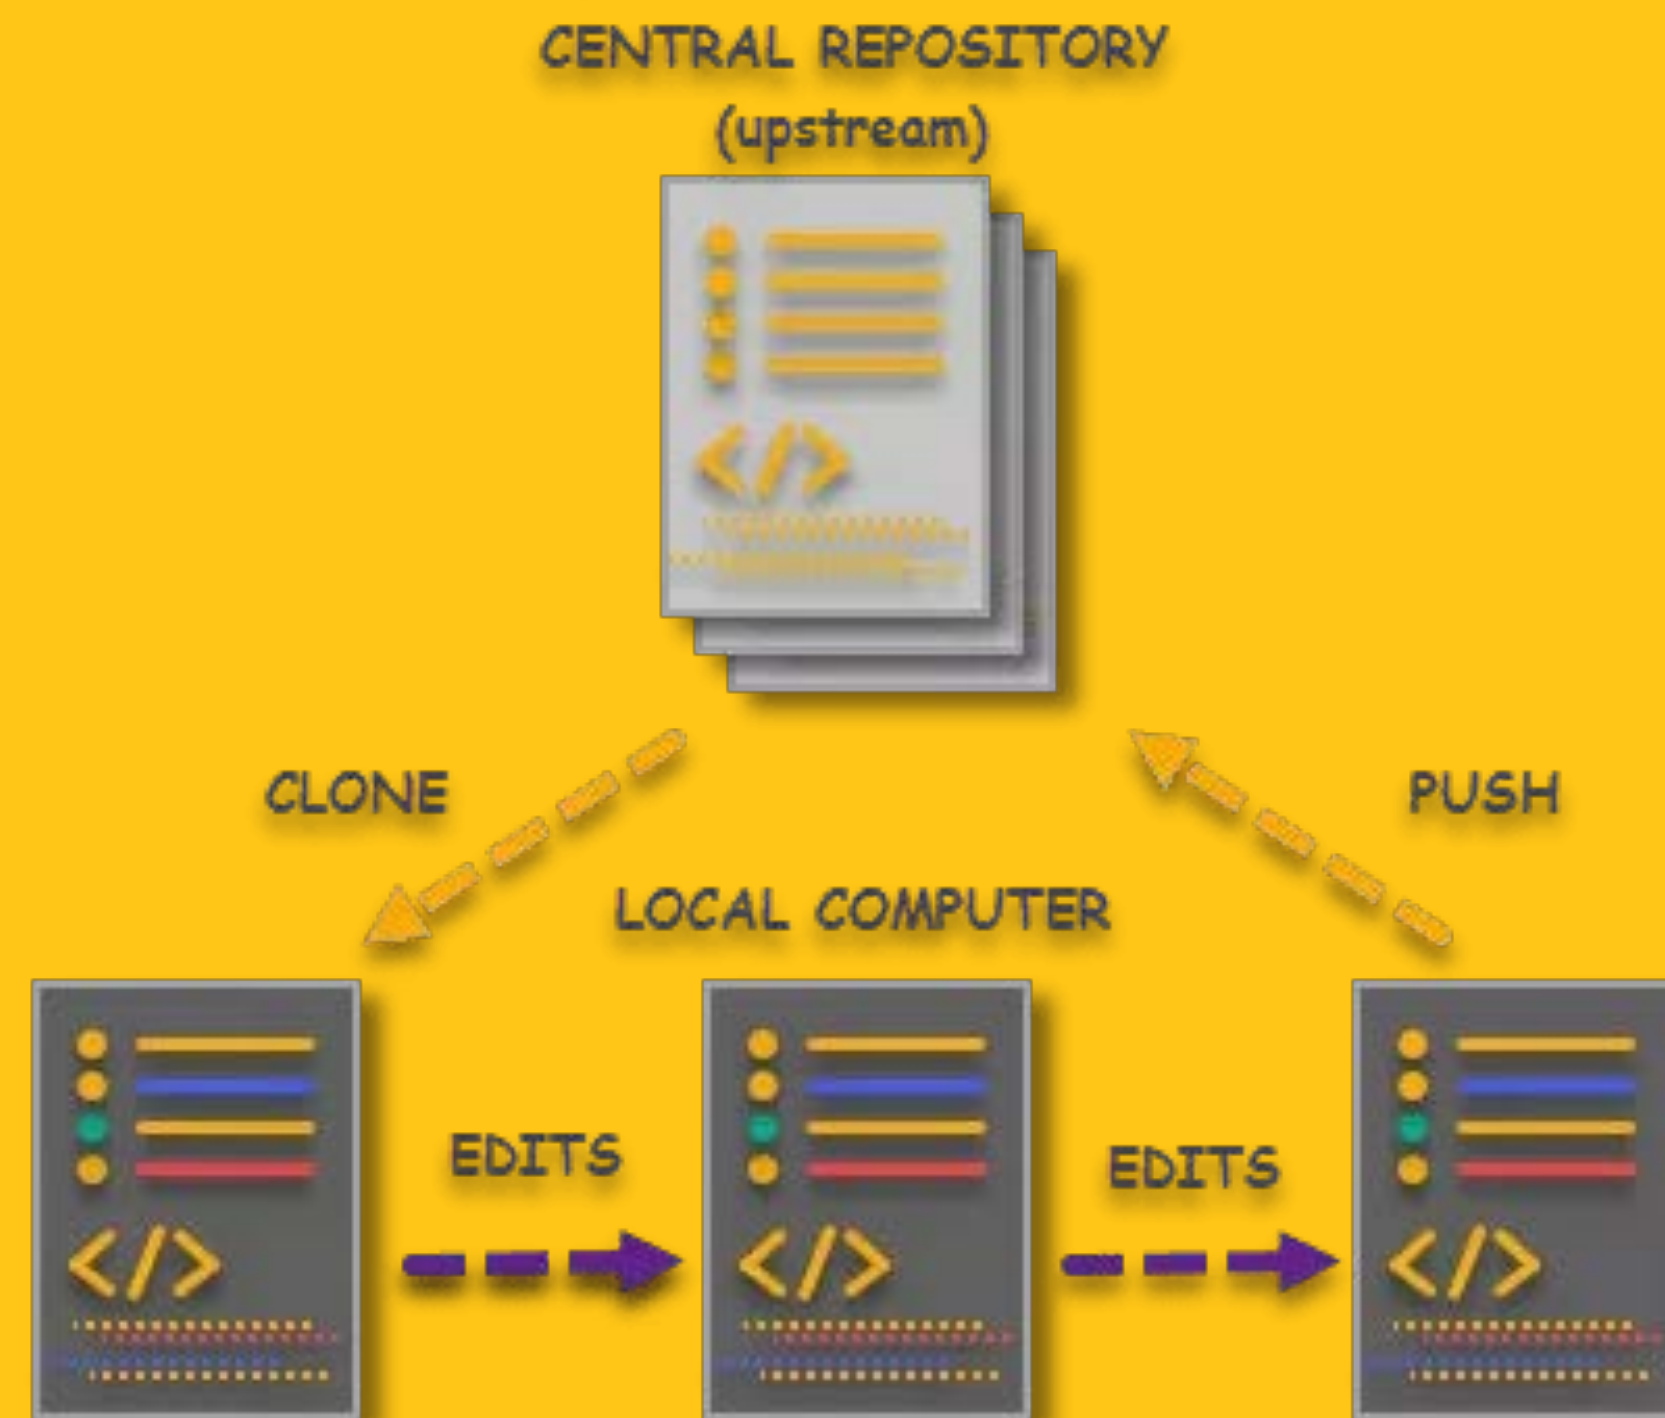 CENTRAL REPOSITORY
(upstream)
</>
CLONE
PUSH
LOCAL COMPUTER
EDITS
EDITS
</>
</>
</>